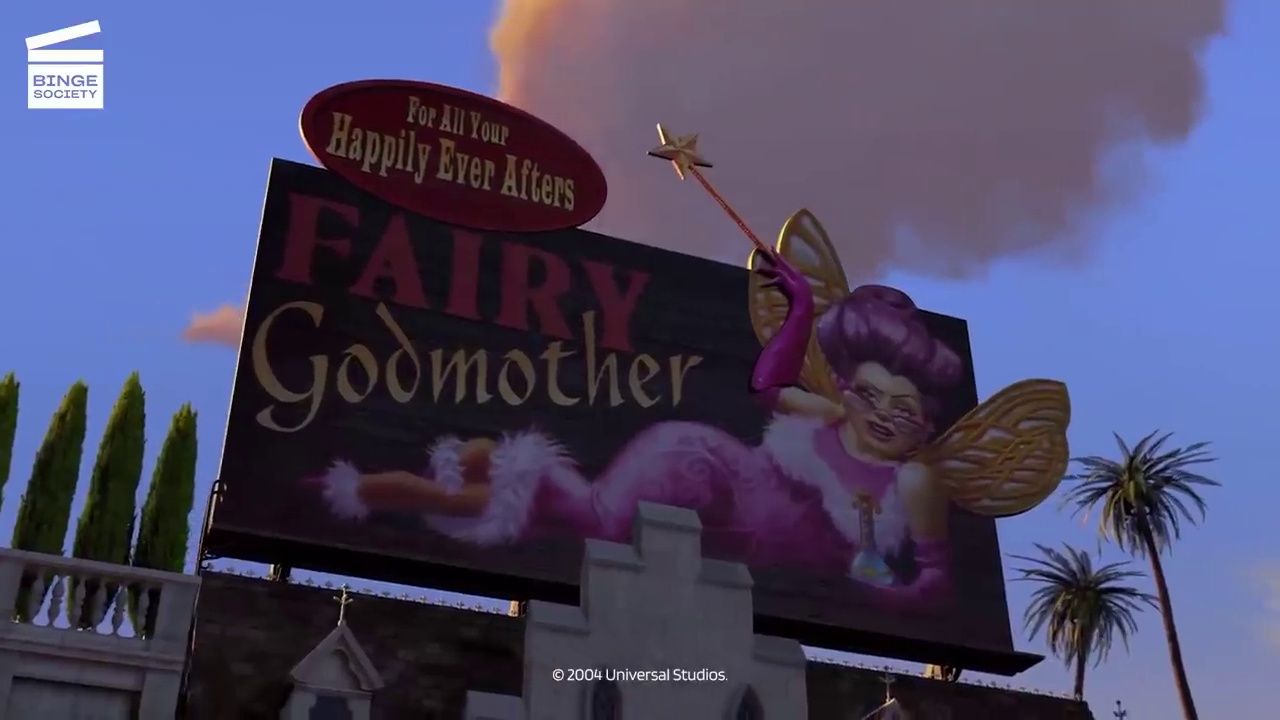 BINGE
SOCIETY
For All Your
Happily Ever Afters
FAIRY
Godmother
© 2004 Universal Studios.